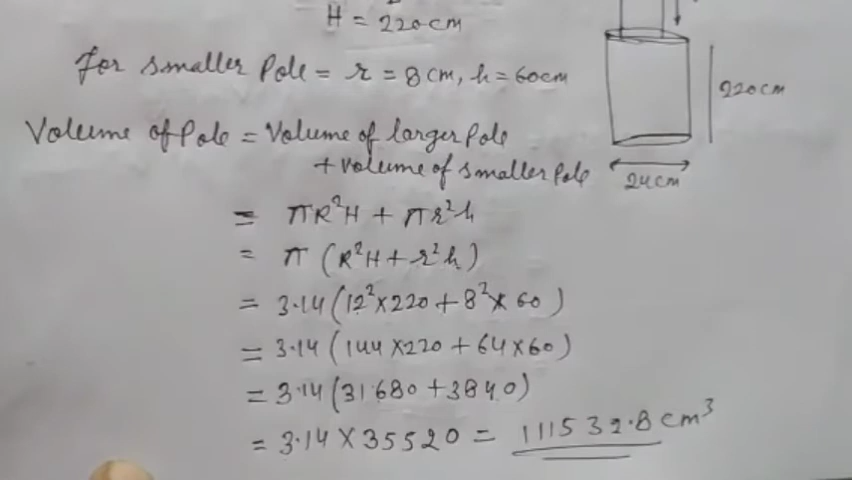 H = 220cm
for smaller Pole = r = 8cm, h = 60cm
220cm
Volume of Pole = Volume of larger Pole
+ volume of smaller Pole
24cm
= πR²H + πr²h
= π (R²H + r²h)
= 3.14 (12² × 220 + 8² × 60)
= 3.14 (144 × 220 + 64 × 60)
= 3.14 (31680 + 3840)
= 3.14 × 35520 = 111532.8 cm³